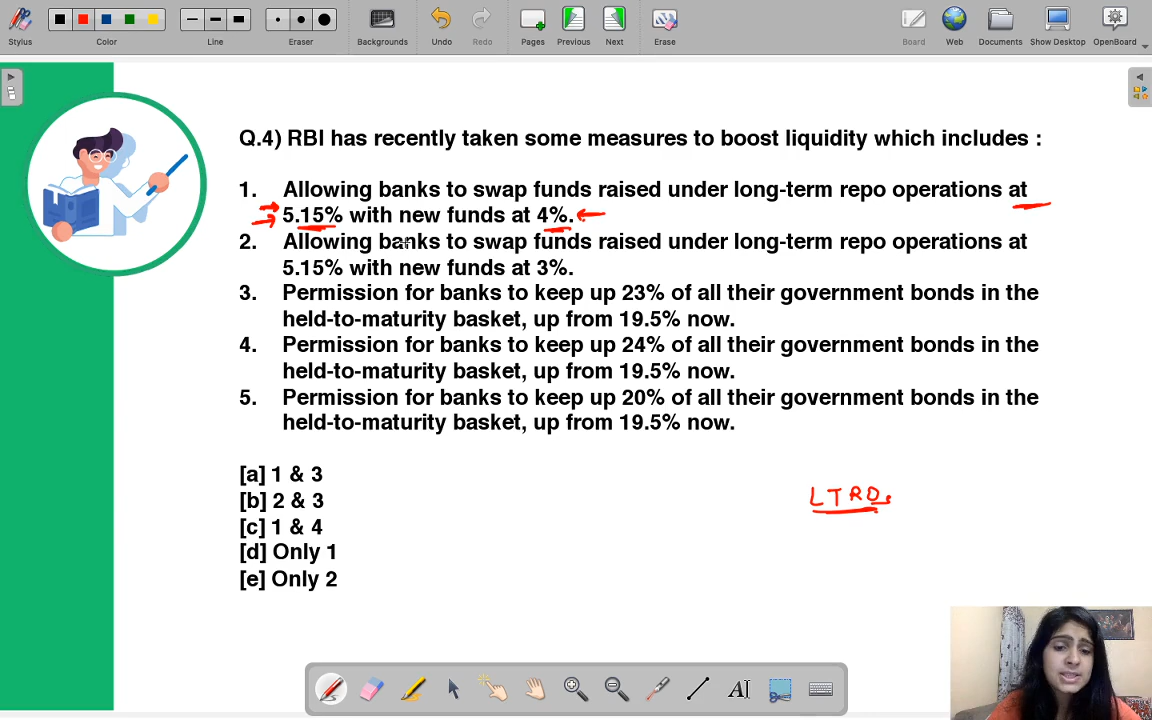 Stylus Color Line Eraser Backgrounds Undo Redo Pages Previous Next Erase Board Web Documents Show Desktop OpenBoard
Q.4) RBI has recently taken some measures to boost liquidity which includes :
1. Allowing banks to swap funds raised under long-term repo operations at
5.15% with new funds at 4%.
2. Allowing banks to swap funds raised under long-term repo operations at
5.15% with new funds at 3%.
3. Permission for banks to keep up 23% of all their government bonds in the
held-to-maturity basket, up from 19.5% now.
4. Permission for banks to keep up 24% of all their government bonds in the
held-to-maturity basket, up from 19.5% now.
5. Permission for banks to keep up 20% of all their government bonds in the
held-to-maturity basket, up from 19.5% now.
[a] 1 & 3
[b] 2 & 3
LTRO.
[c] 1 & 4
[d] Only 1
[e] Only 2
AI